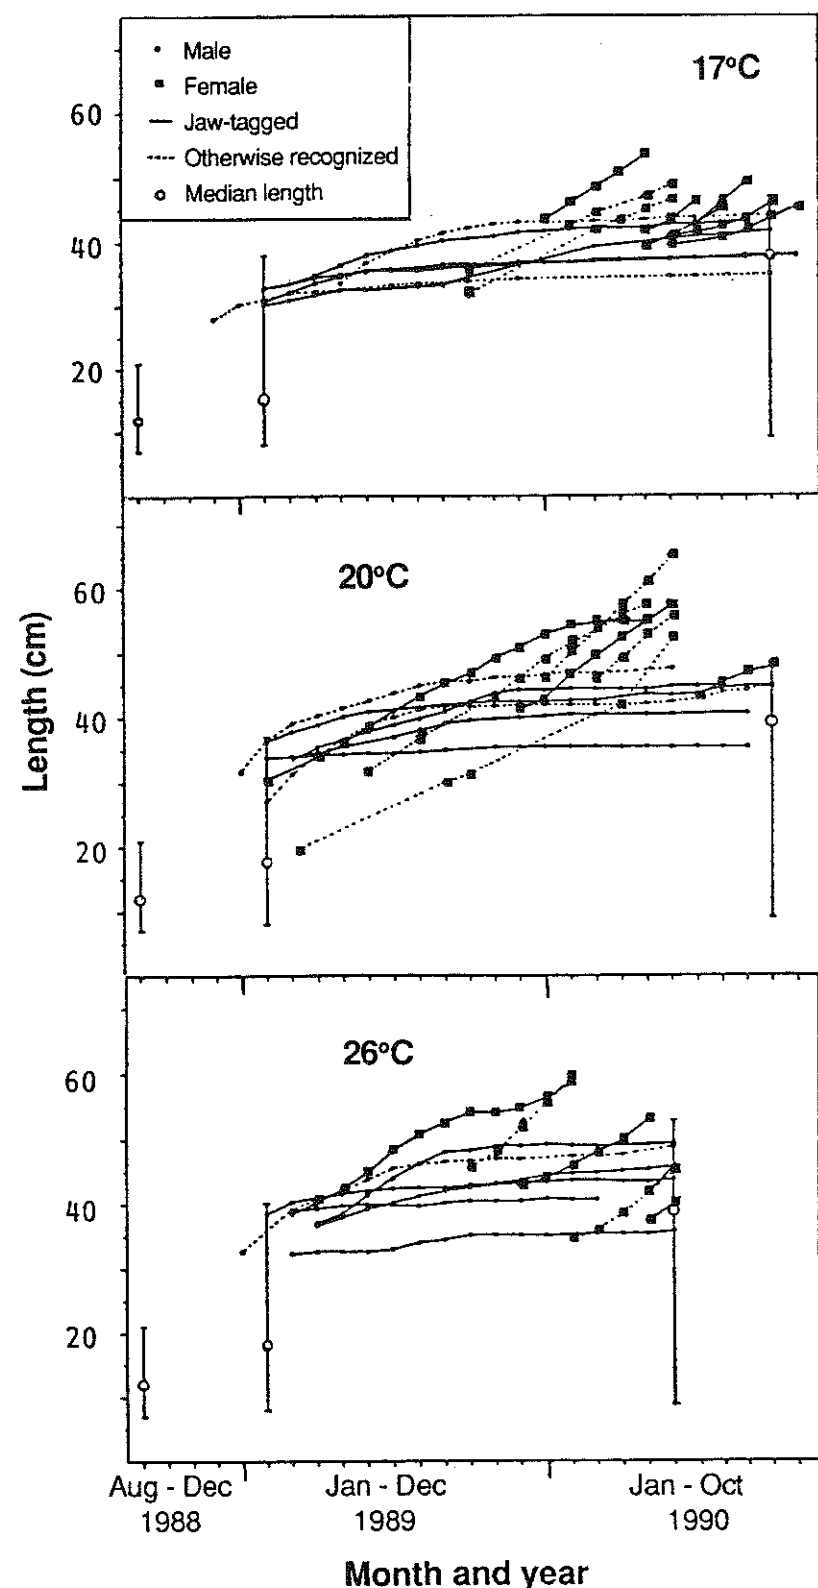 Male
Female
Jaw-tagged
Otherwise recognized
Median length
17°C
60
40
20
20°C
60
40
20
26°C
60
40
20
Length (cm)
Aug - Dec
1988
Jan - Dec
1989
Jan - Oct
1990
Month and year